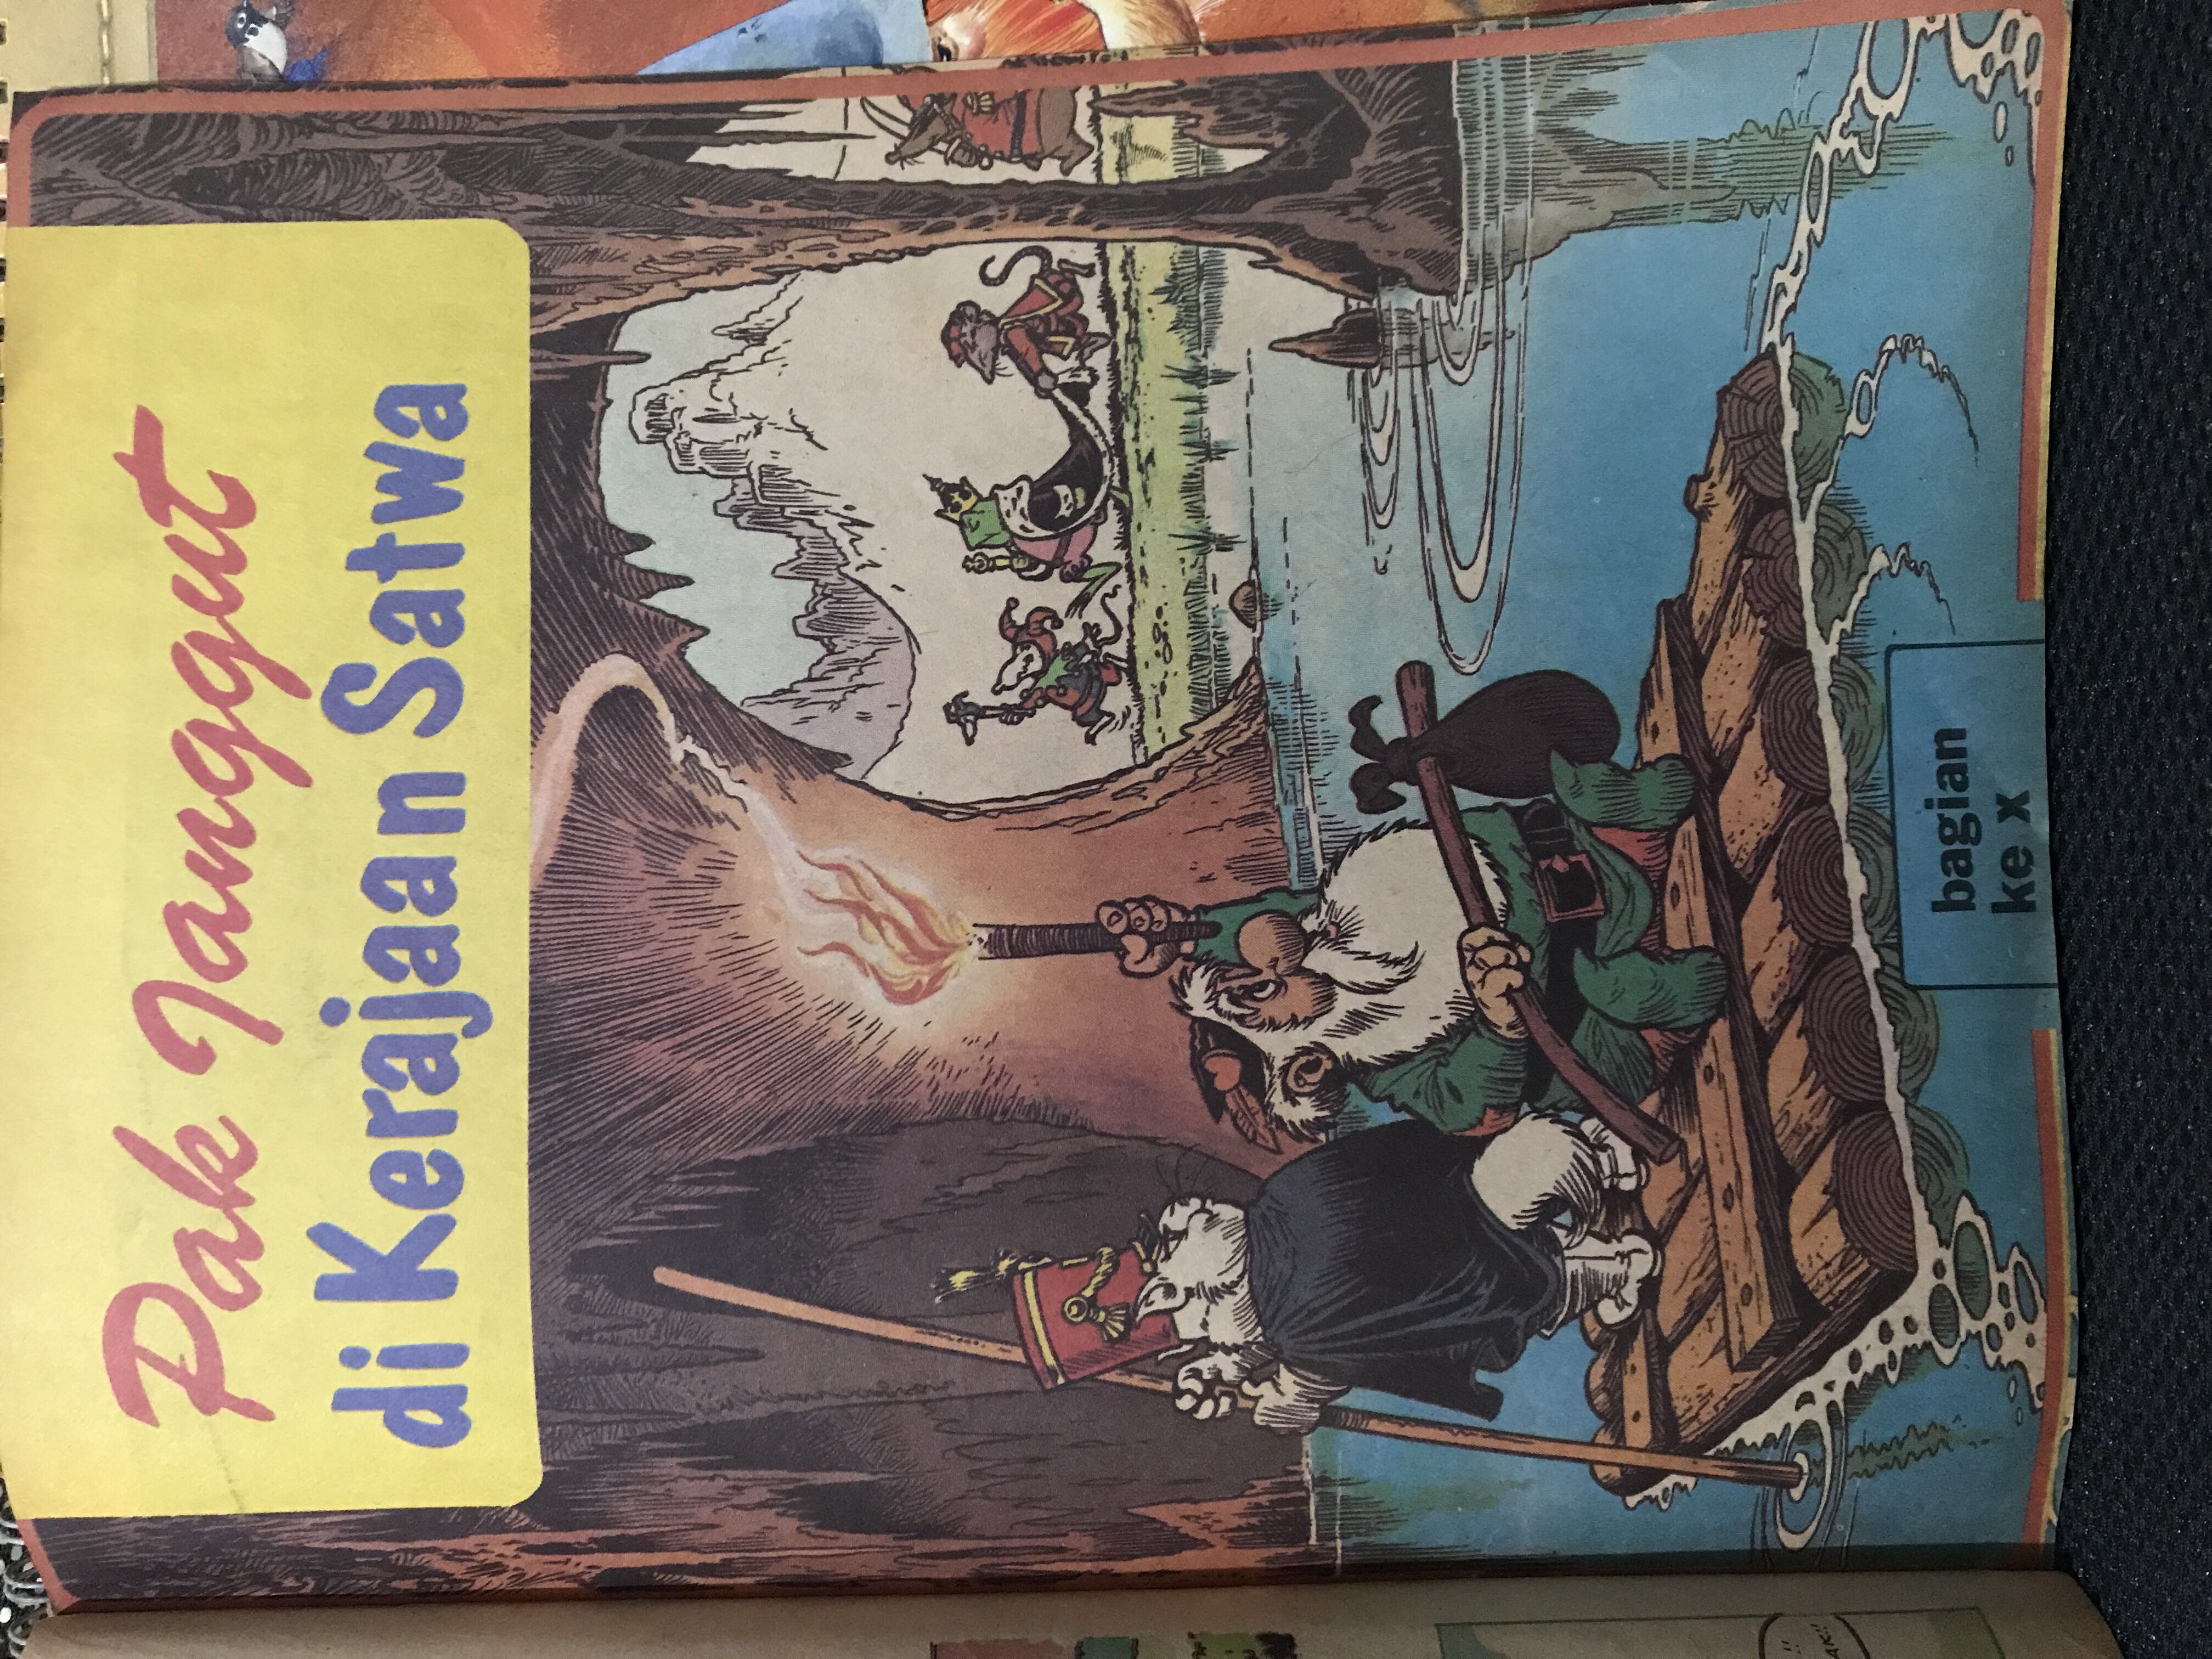 Pak Janggut
di Kerajaan Satwa
bagian
ke x